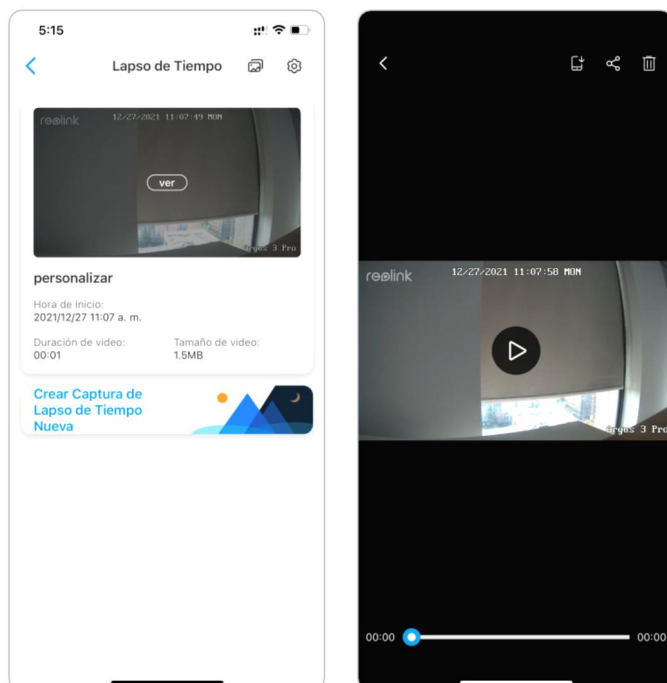 5:15
Lapso de Tiempo
reolink
12/27/2021 11:07:49 MON
ver
Argus 3 Pro
personalizar
Hora de inicio:
2021/12/27 11:07 a. m.
Duración de video: Tamaño de video:
00:01 1.5MB
Crear Captura de
Lapso de Tiempo
Nueva
reolink
12/27/2021 11:07:58 MON
Argus 3 Pro
00:00 00:00